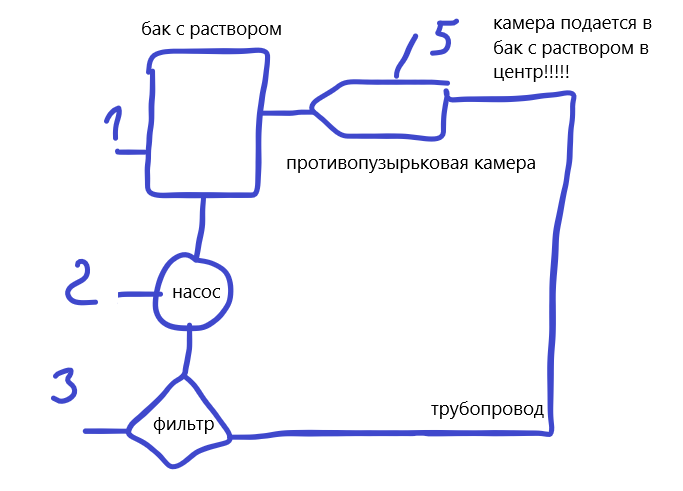 бак с раствором
5
камера подается в
бак с раствором в
центр!!!!!
1
противопузырьковая камера
2
насос
3
фильтр
трубопровод